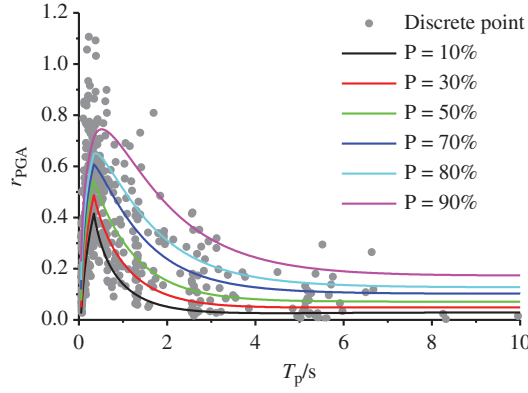 1.2
1.0
0.8
0.6
0.4
0.2
0.0
r_PGA
0 2 4 6 8 10
T_p/s
Discrete point
P = 10%
P = 30%
P = 50%
P = 70%
P = 80%
P = 90%